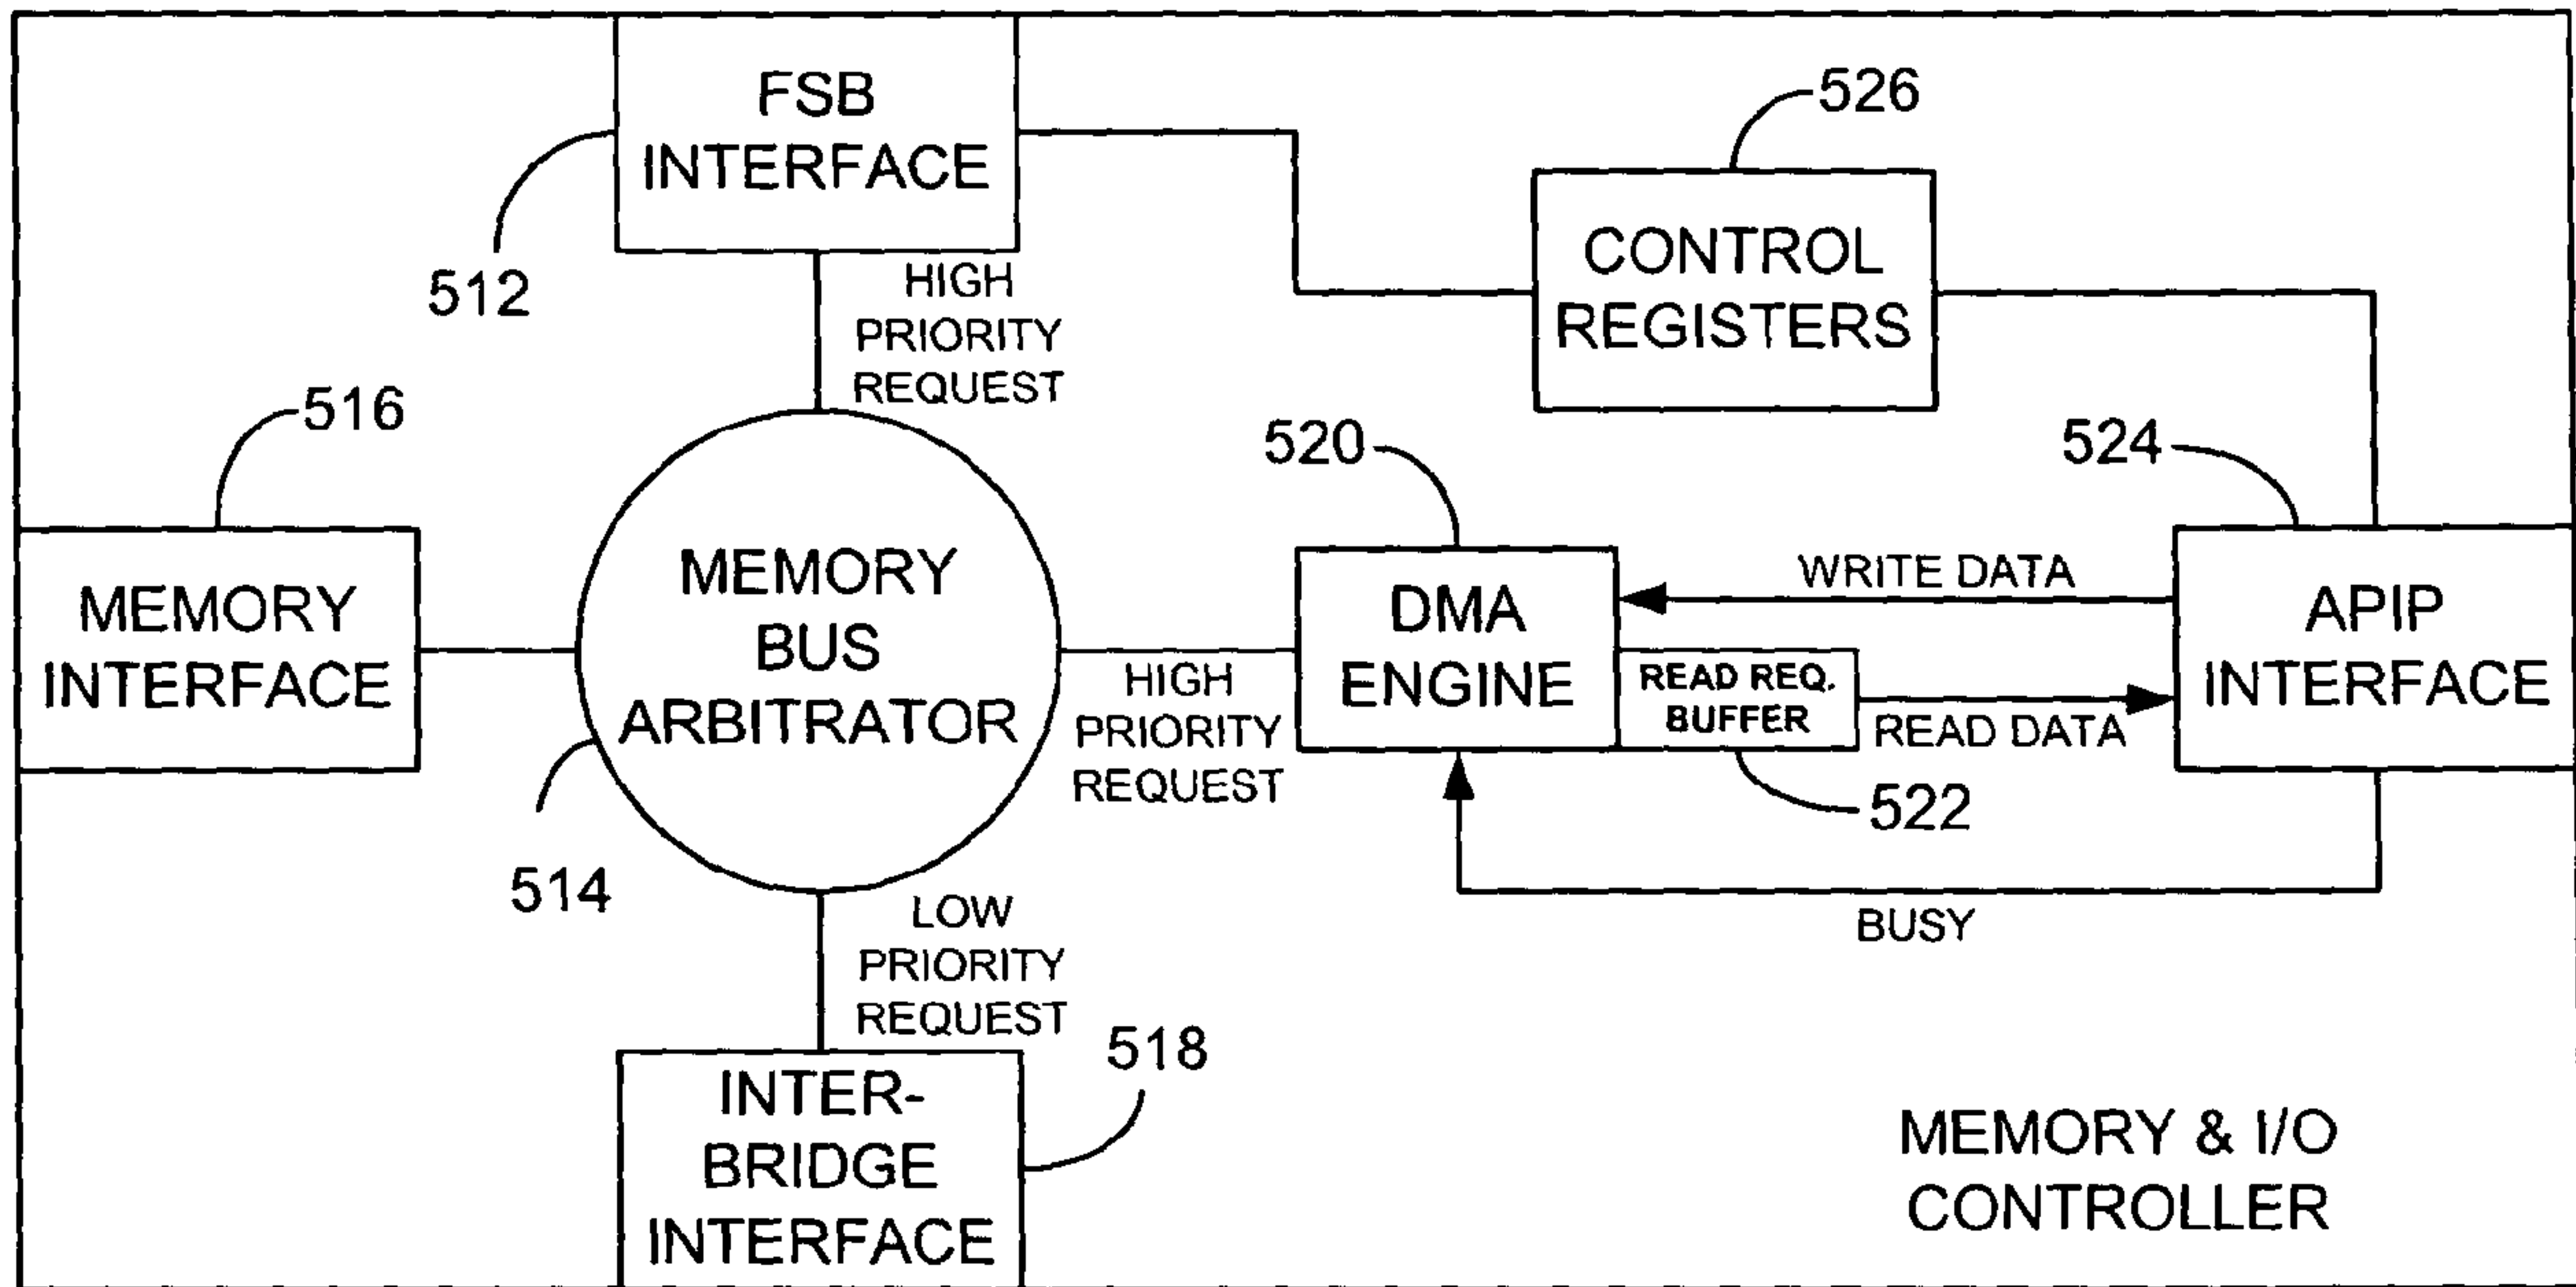 FSB
INTERFACE
512
HIGH
PRIORITY
REQUEST
526
CONTROL
REGISTERS
516
MEMORY
INTERFACE
MEMORY
BUS
ARBITRATOR
514
HIGH
PRIORITY
REQUEST
520
DMA
ENGINE
READ REQ.
BUFFER
522
WRITE DATA
READ DATA
524
APIP
INTERFACE
BUSY
LOW
PRIORITY
REQUEST
518
INTER-
BRIDGE
INTERFACE
MEMORY & I/O
CONTROLLER